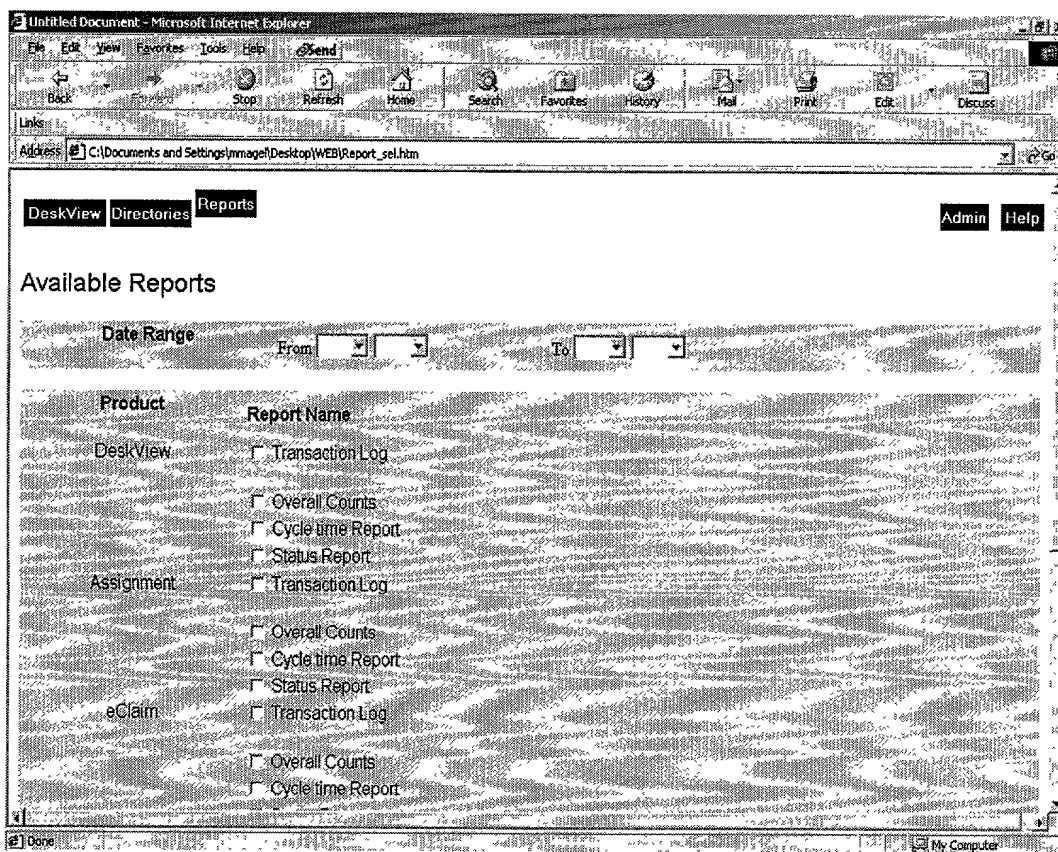 Untitled Document - Microsoft Internet Explorer
File Edit View Favorites Tools Help Send
Back Forward Stop Refresh Home Search Favorites History Mail Print Edit Discuss
Links
Address C:\Documents and Settings\mmagel\Desktop\WEB\Report_sel.htm Go
DeskView Directories Reports Admin Help
Available Reports
Date Range From To
Product Report Name
DeskView Transaction Log
Overall Counts
Cycle time Report
Status Report
Assignment Transaction Log
Overall Counts
Cycle time Report
Status Report
eClaim Transaction Log
Overall Counts
Cycle time Report
Done My Computer